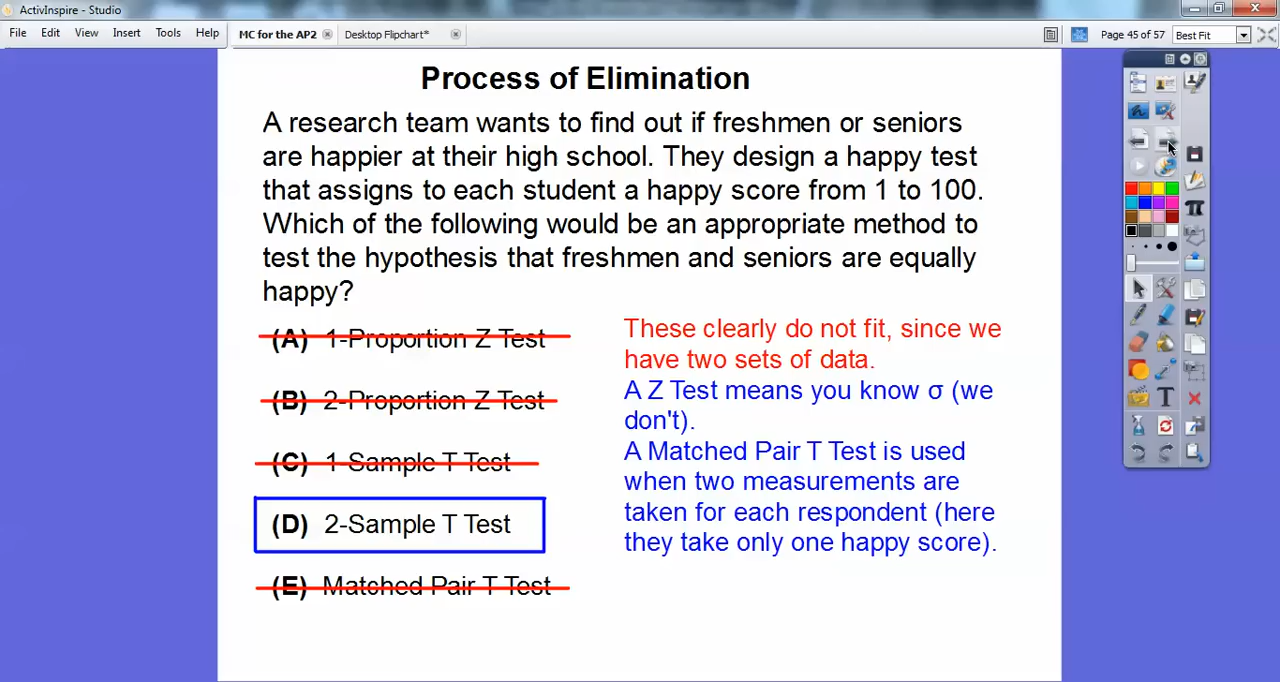 ActivInspire - Studio
File Edit View Insert Tools Help
MC for the AP2
Desktop Flipchart*
Page 45 of 57
Best Fit
Process of Elimination
A research team wants to find out if freshmen or seniors
are happier at their high school. They design a happy test
that assigns to each student a happy score from 1 to 100.
Which of the following would be an appropriate method to
test the hypothesis that freshmen and seniors are equally
happy?
(A) 1-Proportion Z Test
(B) 2-Proportion Z Test
(C) 1-Sample T Test
(D) 2-Sample T Test
(E) Matched Pair T Test
These clearly do not fit, since we
have two sets of data.
A Z Test means you know σ (we
don't).
A Matched Pair T Test is used
when two measurements are
taken for each respondent (here
they take only one happy score).